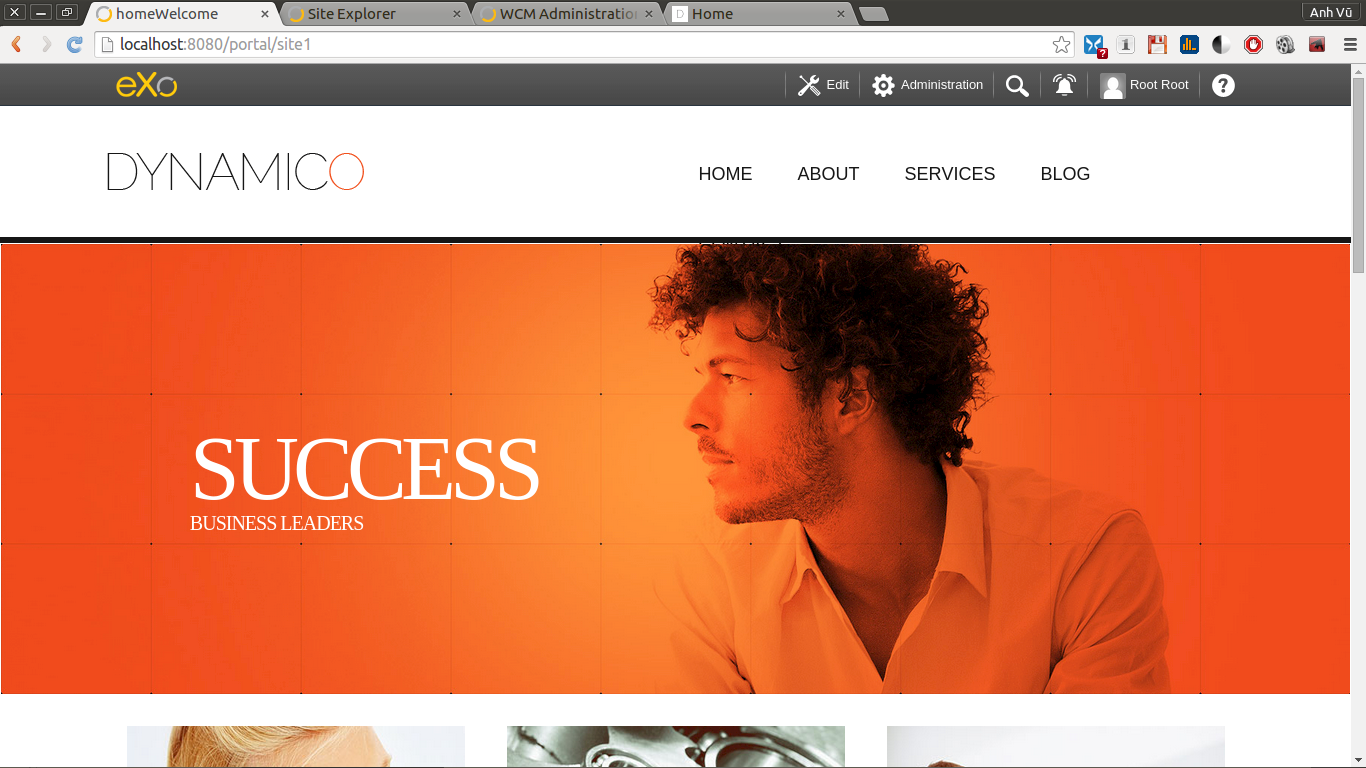 homeWelcome
Site Explorer
WCM Administratio
Home
Anh Vũ
localhost:8080/portal/site1
eXo
Edit
Administration
Root Root
DYNAMICO
HOME
ABOUT
SERVICES
BLOG
SUCCESS
BUSINESS LEADERS